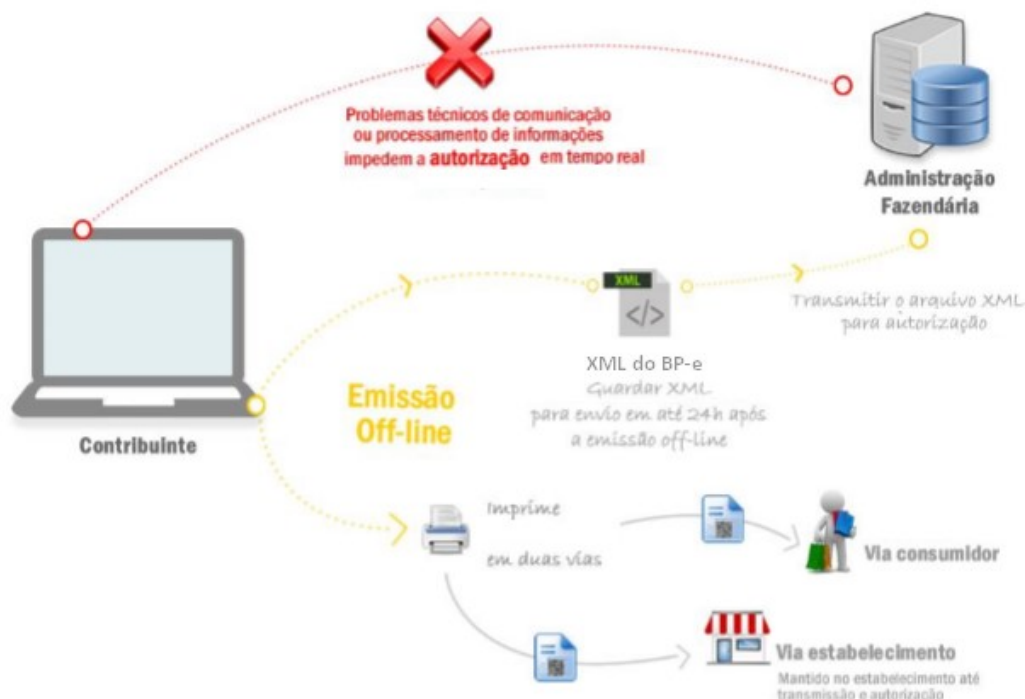 Problemas técnicos de comunicação
ou processamento de informações
impedem a autorização em tempo real
Administração
Fazendária
XML
</>
Transmitir o arquivo XML
para autorização
XML do BP-e
Guardar XML
para envio em até 24h após
a emissão off-line
Emissão
Off-line
Contribuinte
Imprime
em duas vias
Via consumidor
Via estabelecimento
Mantido no estabelecimento até
transmissão e autorização